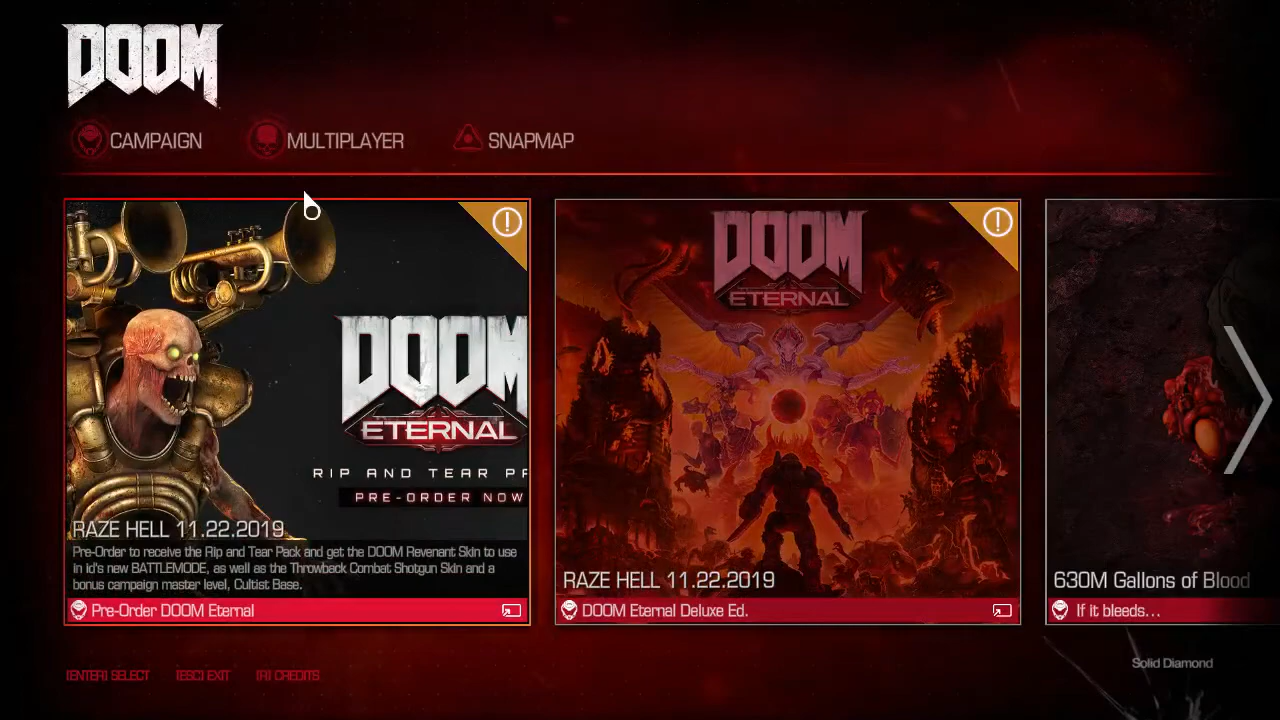 DOOM
CAMPAIGN
MULTIPLAYER
SNAPMAP
DOOM
ETERNAL
RIP AND TEAR
PRE-ORDER NOW
RAZE HELL 11.22.2019
Pre-Order to receive the Rip and Tear Pack and get the DOOM Revenant Skin to use
in id's new BATTLEMODE, as well as the Throwback Combat Shotgun Skin and a
bonus campaign master level, Cultist Base.
Pre-Order DOOM Eternal
DOOM
ETERNAL
RAZE HELL 11.22.2019
DOOM Eternal Deluxe Ed.
630M Gallons of Blood
If it bleeds...
[ENTER] SELECT
[ESC] EXIT
[R] CREDITS
Solid Diamond